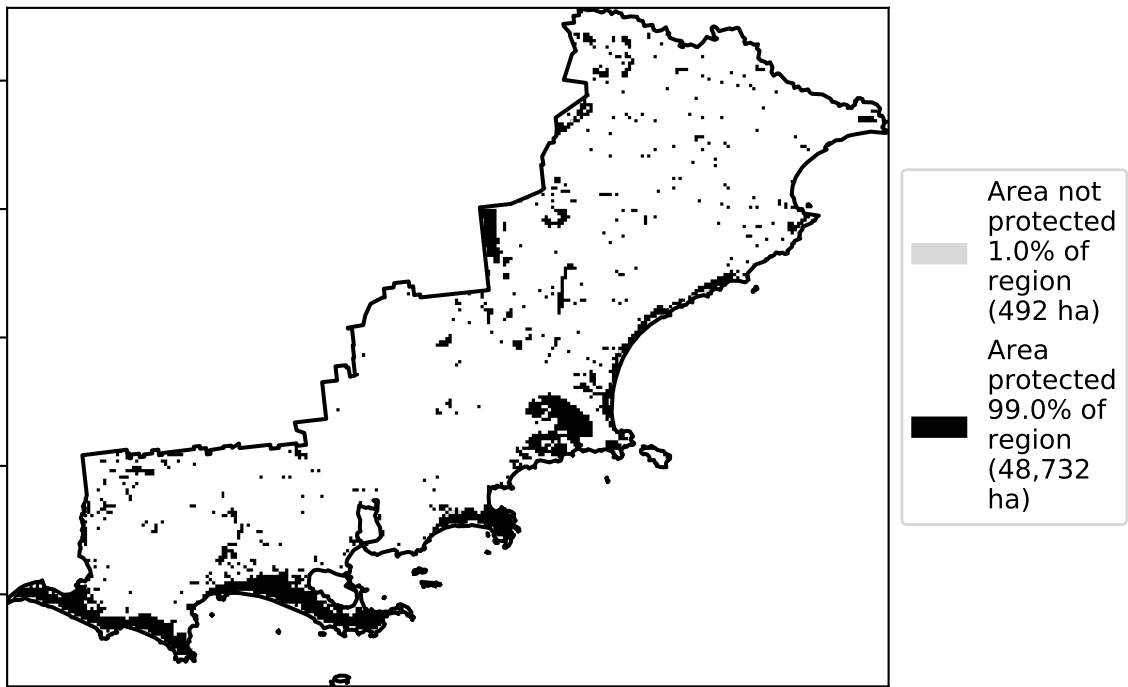 Area not
protected
1.0% of
region
(492 ha)
Area
protected
99.0% of
region
(48,732
ha)